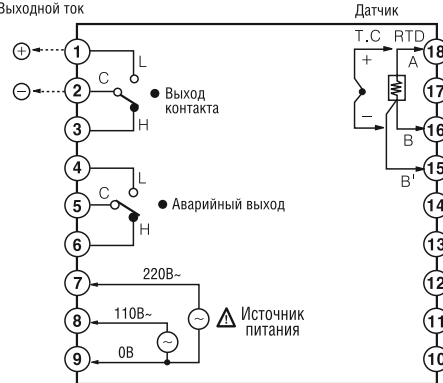 Выходной ток
Датчик
T.C RTD
+ 1 L + A 18
- 2 C ● Выход контакта 17
3 H - B 16
4 L B' 15
5 C ● Аварийный выход 14
6 H 13
7 220В~ 12
8 110В~ ~ ~ ⚠ Источник питания 11
9 0В 10